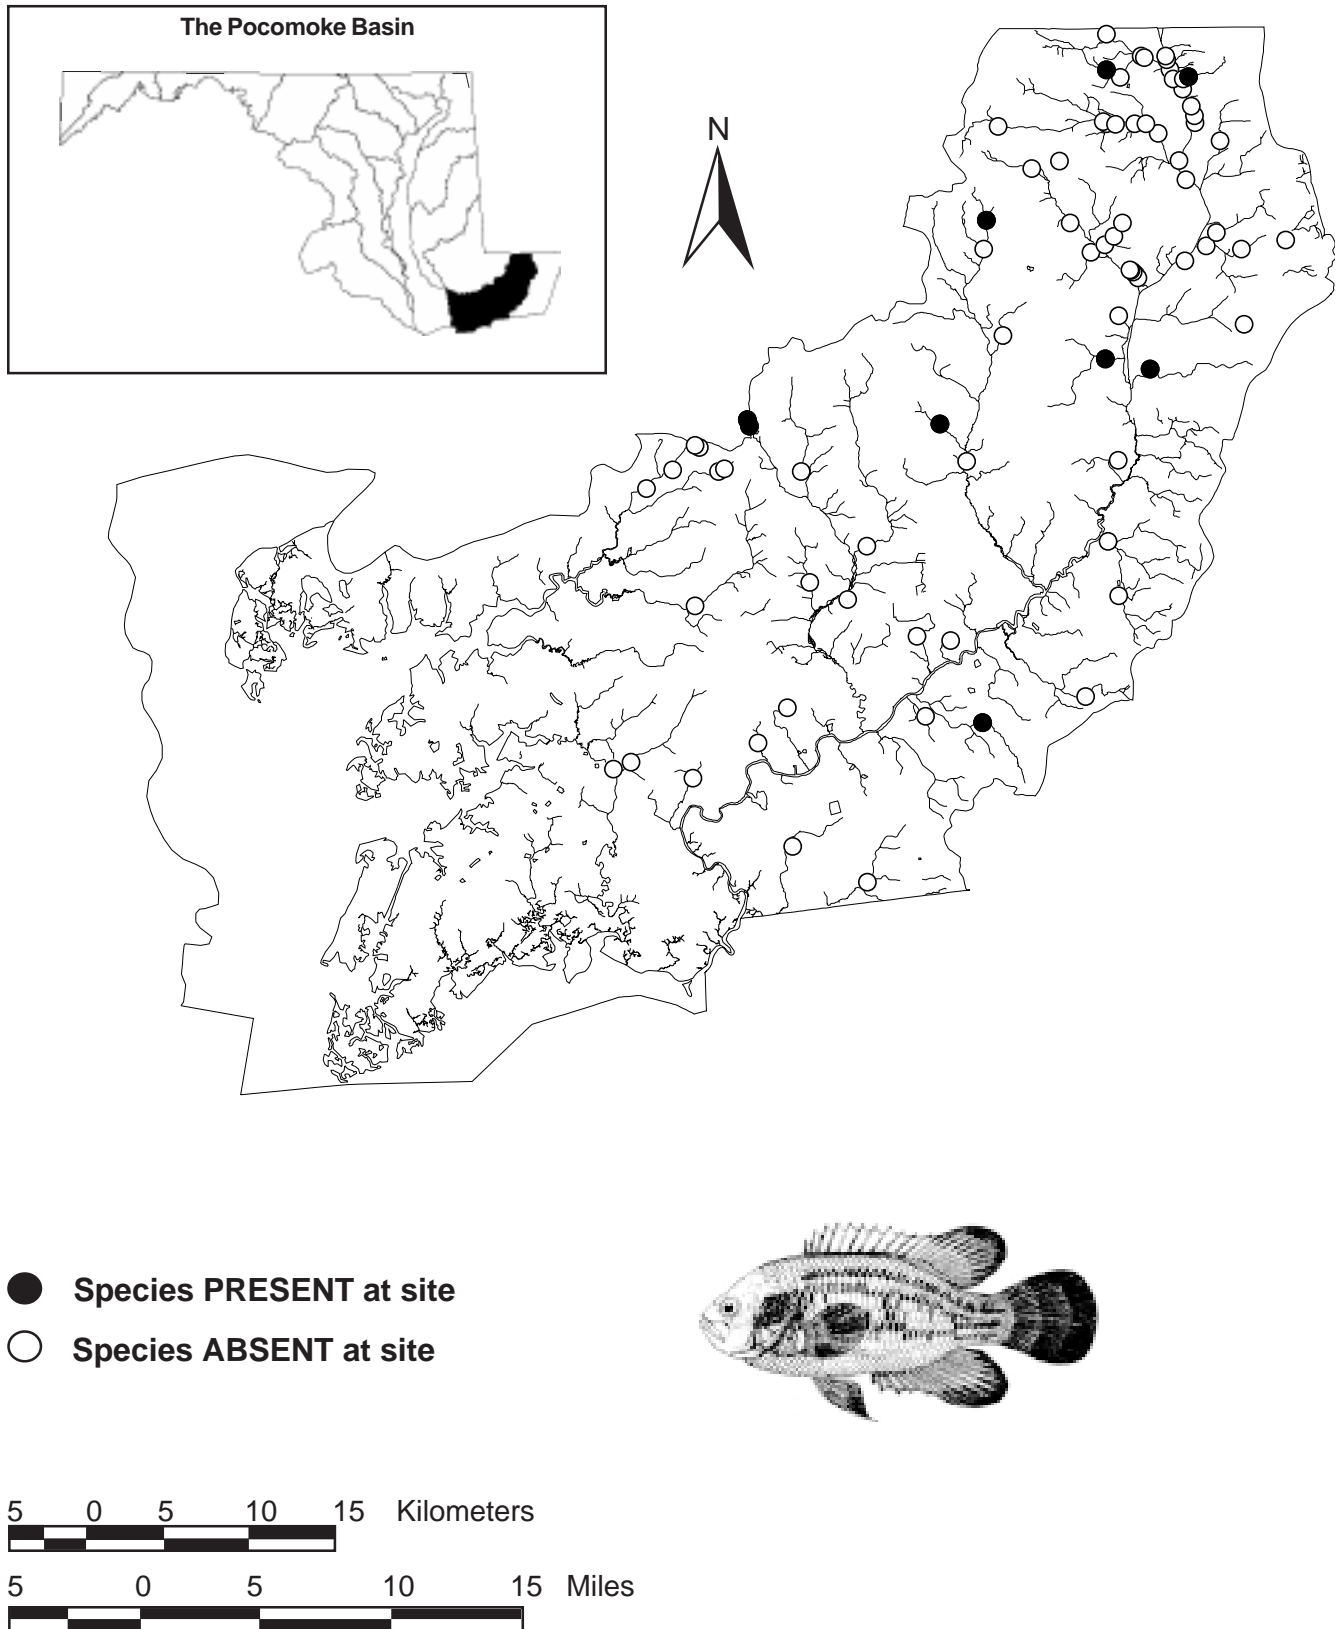 The Pocomoke Basin
N
Species PRESENT at site
Species ABSENT at site
5 0 5 10 15 Kilometers
5 0 5 10 15 Miles